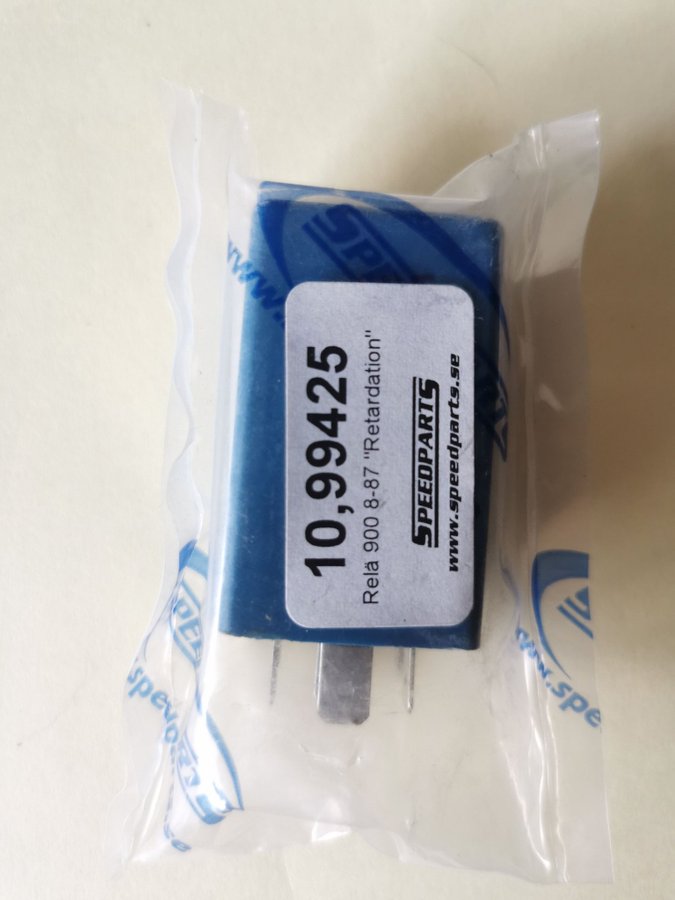 10,99425
Relä 900 8-87 "Retardation"
SPEEDPARTS
www.speedparts.se